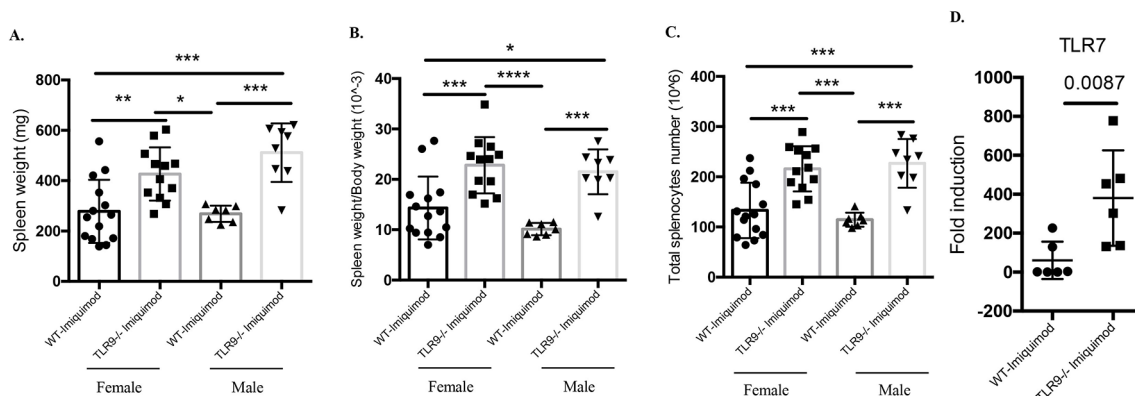 A.
Spleen weight (mg)
800
600
400
200
0
***
**
*
***
WT-Imiquimod
TLR9-/- Imiquimod
WT-Imiquimod
TLR9-/- Imiquimod
Female
Male
B.
Spleen weight/Body weight (10^-3)
40
30
20
10
0
*
***
****
***
WT-Imiquimod
TLR9-/- Imiquimod
WT-Imiquimod
TLR9-/- Imiquimod
Female
Male
C.
Total splenocytes number (10^6)
400
300
200
100
0
***
***
***
***
WT-Imiquimod
TLR9-/- Imiquimod
WT-Imiquimod
TLR9-/- Imiquimod
Female
Male
D.
TLR7
0.0087
Fold induction
1000
800
600
400
200
0
-200
WT-Imiquimod
TLR9-/- Imiquimod